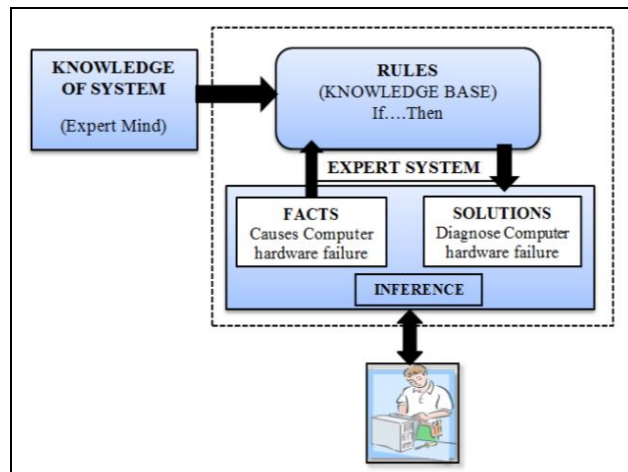 KNOWLEDGE
OF SYSTEM
(Expert Mind)
RULES
(KNOWLEDGE BASE)
If….Then
EXPERT SYSTEM
FACTS
Causes Computer
hardware failure
SOLUTIONS
Diagnose Computer
hardware failure
INFERENCE